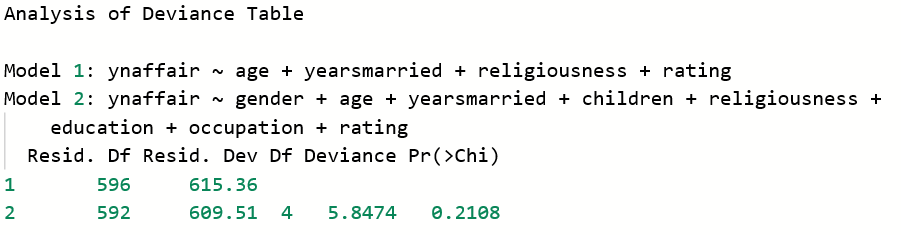 Analysis of Deviance Table
Model 1: ynaffair ~ age + yearsmarried + religiousness + rating
Model 2: ynaffair ~ gender + age + yearsmarried + children + religiousness +
education + occupation + rating
Resid. Df Resid. Dev Df Deviance Pr(>Chi)
1 596 615.36
2 592 609.51 4 5.8474 0.2108